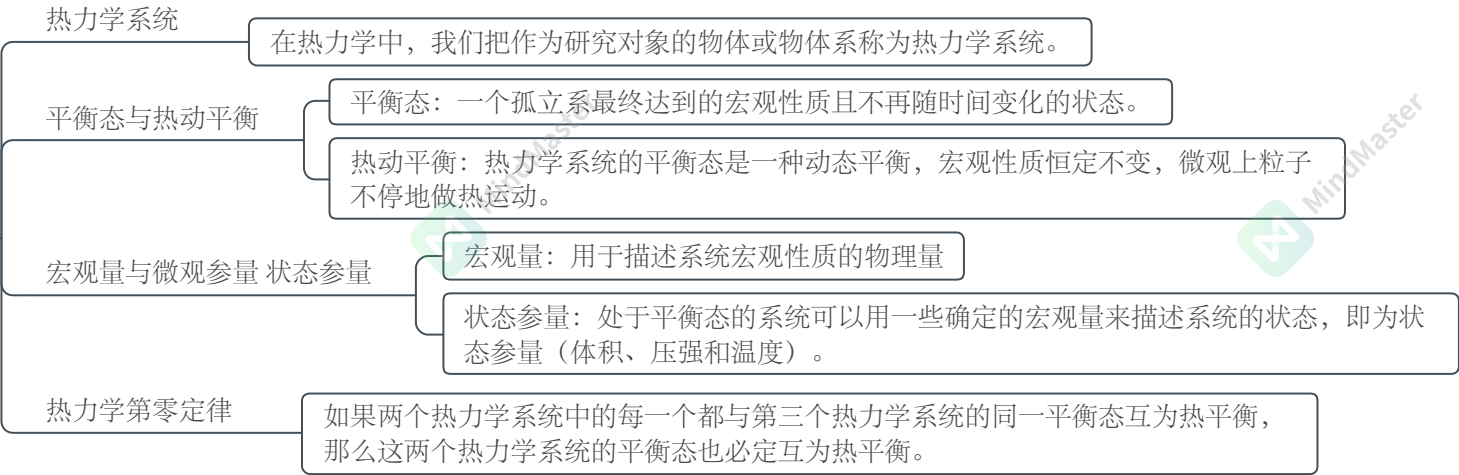 热力学系统
在热力学中，我们把作为研究对象的物体或物体系称为热力学系统。
平衡态与热动平衡
平衡态：一个孤立系最终达到的宏观性质且不再随时间变化的状态。
热动平衡：热力学系统的平衡态是一种动态平衡，宏观性质恒定不变，微观上粒子
不停地做热运动。
宏观量与微观参量 状态参量
宏观量：用于描述系统宏观性质的物理量
状态参量：处于平衡态的系统可以用一些确定的宏观量来描述系统的状态，即为状
态参量（体积、压强和温度）。
热力学第零定律
如果两个热力学系统中的每一个都与第三个热力学系统的同一平衡态互为热平衡，
那么这两个热力学系统的平衡态也必定互为热平衡。
MindMaster
MindMaster